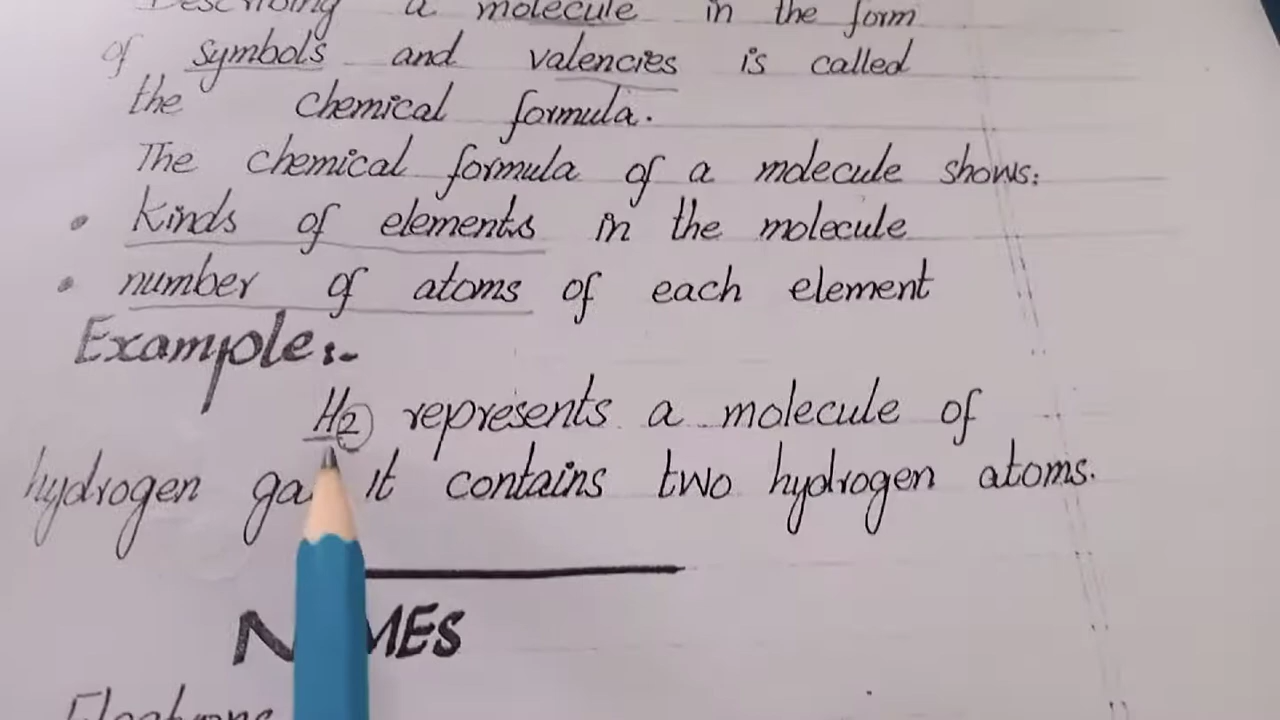 Describing a molecule in the form
of symbols and valencies is called
the chemical formula.
The chemical formula of a molecule shows:
• kinds of elements in the molecule
• number of atoms of each element
Example:-
H2 represents a molecule of
hydrogen It contains two hydrogen atoms.